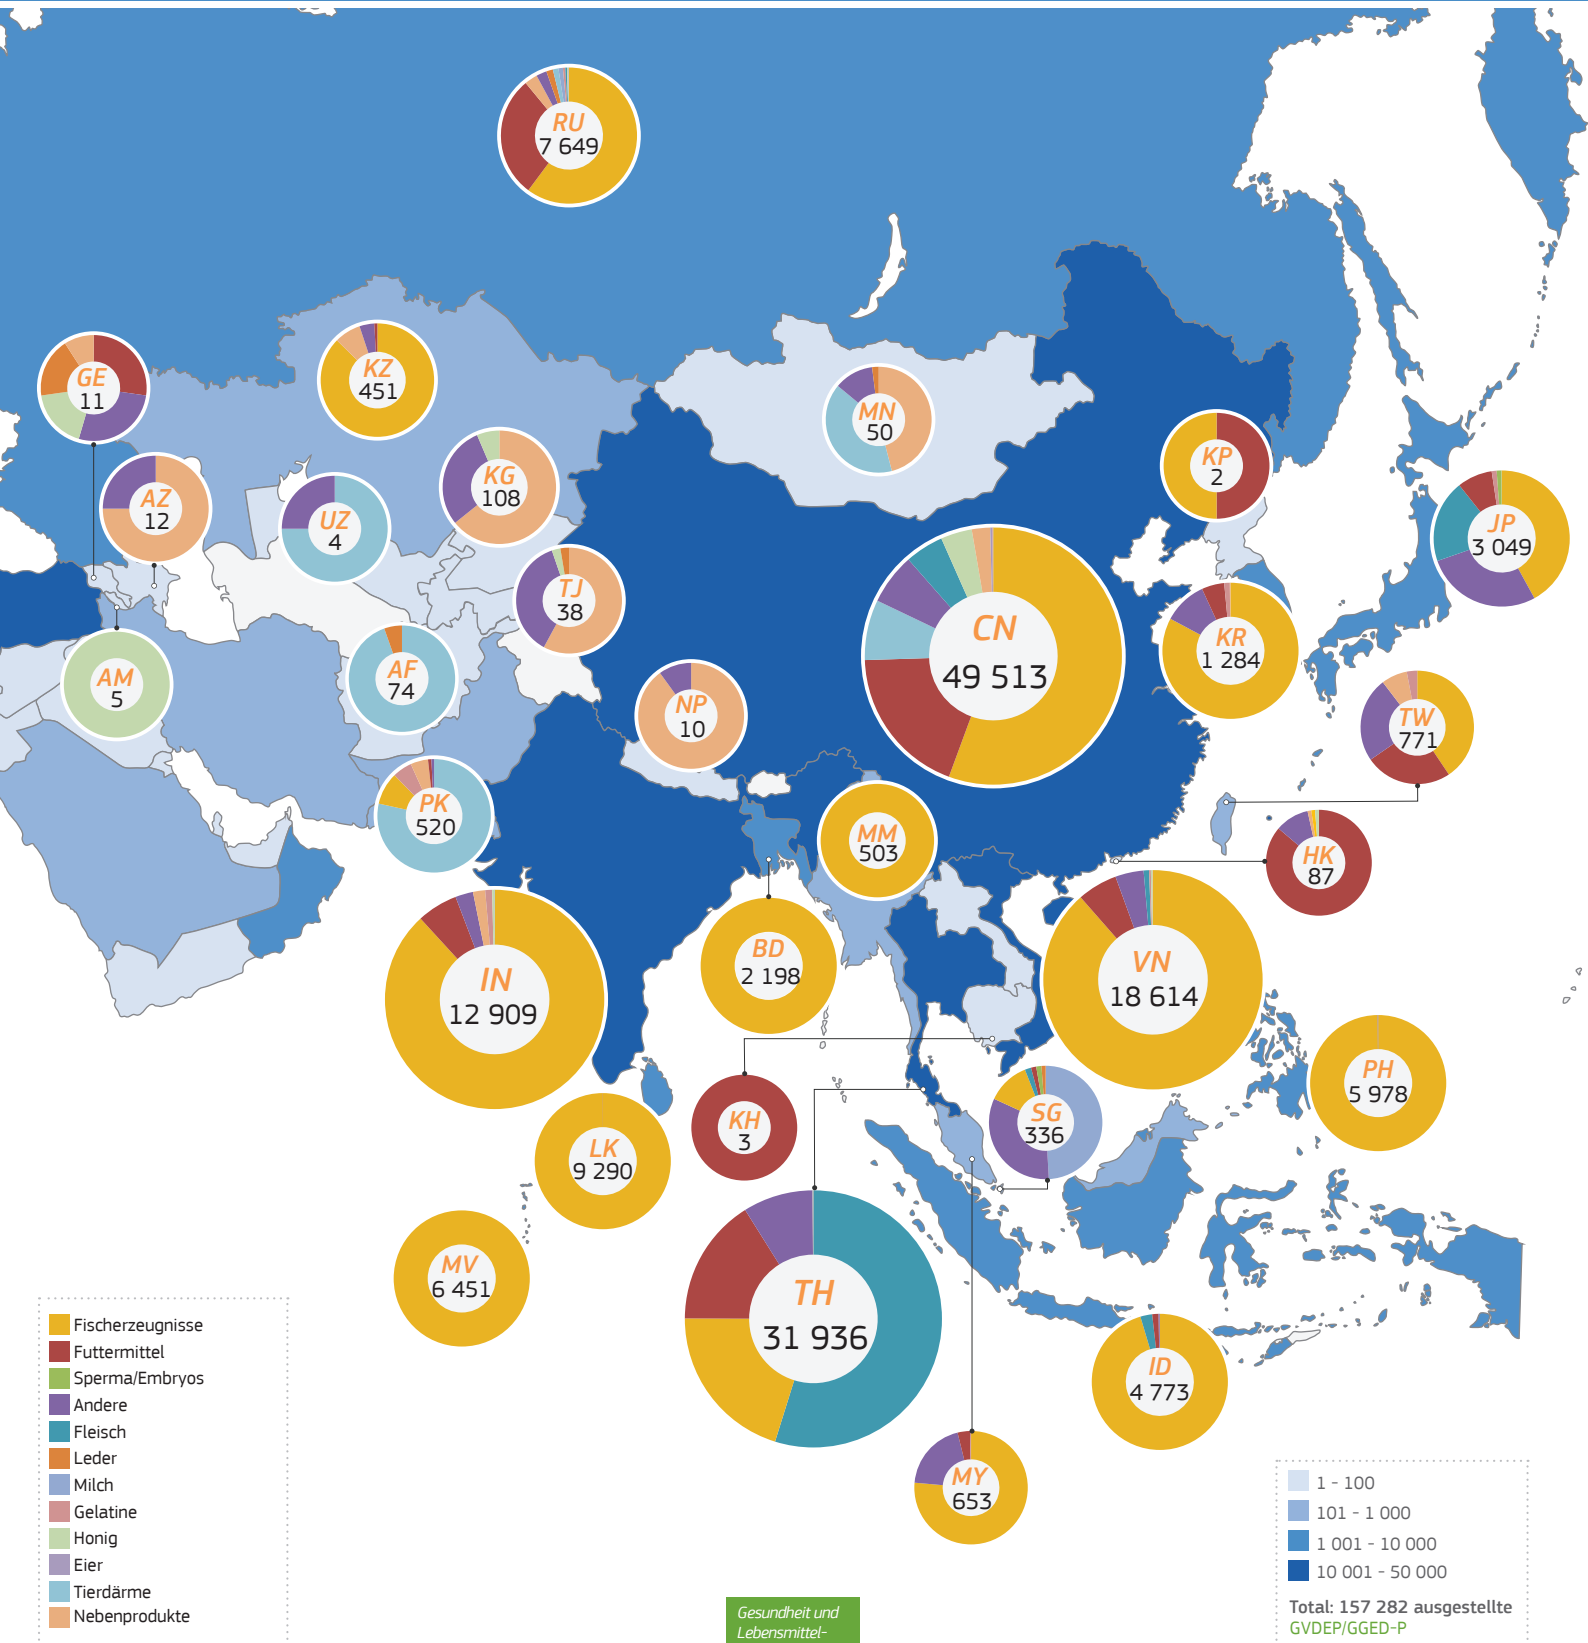 RU
7 649
GE
11
KZ
451
MN
50
KP
2
AZ
12
UZ
4
KG
108
JP
3 049
TJ
38
CN
49 513
KR
1 284
AM
5
AF
74
NP
10
TW
771
PK
520
MM
503
HK
87
IN
12 909
BD
2 198
VN
18 614
PH
5 978
KH
3
SG
336
LK
9 290
MV
6 451
TH
31 936
ID
4 773
MY
653
Fischerzeugnisse
Futtermittel
Sperma/Embryos
Andere
Fleisch
Leder
Milch
Gelatine
Honig
Eier
Tierdärme
Nebenprodukte
1 - 100
101 - 1 000
1 001 - 10 000
10 001 - 50 000
Total: 157 282 ausgestellte
GVDEP/GGED-P
Gesundheit und
Lebensmittel-